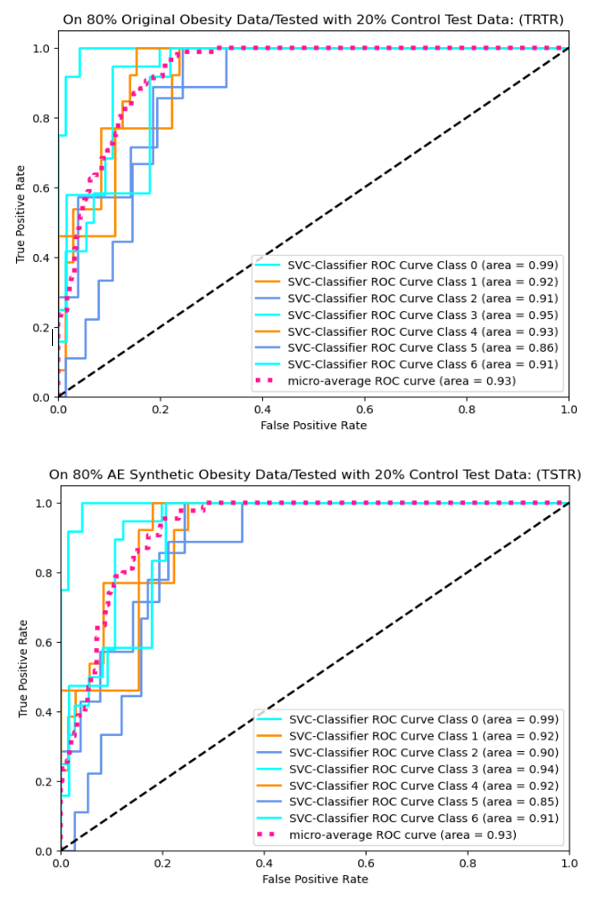 On 80% Original Obesity Data/Tested with 20% Control Test Data: (TRTR)
1.0
0.8
0.6
0.4
0.2
0.0
True Positive Rate
SVC-Classifier ROC Curve Class 0 (area = 0.99)
SVC-Classifier ROC Curve Class 1 (area = 0.92)
SVC-Classifier ROC Curve Class 2 (area = 0.91)
SVC-Classifier ROC Curve Class 3 (area = 0.95)
SVC-Classifier ROC Curve Class 4 (area = 0.93)
SVC-Classifier ROC Curve Class 5 (area = 0.86)
SVC-Classifier ROC Curve Class 6 (area = 0.91)
micro-average ROC curve (area = 0.93)
0.0 0.2 0.4 0.6 0.8 1.0
False Positive Rate
On 80% AE Synthetic Obesity Data/Tested with 20% Control Test Data: (TSTR)
1.0
0.8
0.6
0.4
0.2
0.0
True Positive Rate
SVC-Classifier ROC Curve Class 0 (area = 0.99)
SVC-Classifier ROC Curve Class 1 (area = 0.92)
SVC-Classifier ROC Curve Class 2 (area = 0.90)
SVC-Classifier ROC Curve Class 3 (area = 0.94)
SVC-Classifier ROC Curve Class 4 (area = 0.92)
SVC-Classifier ROC Curve Class 5 (area = 0.85)
SVC-Classifier ROC Curve Class 6 (area = 0.91)
micro-average ROC curve (area = 0.93)
0.0 0.2 0.4 0.6 0.8 1.0
False Positive Rate